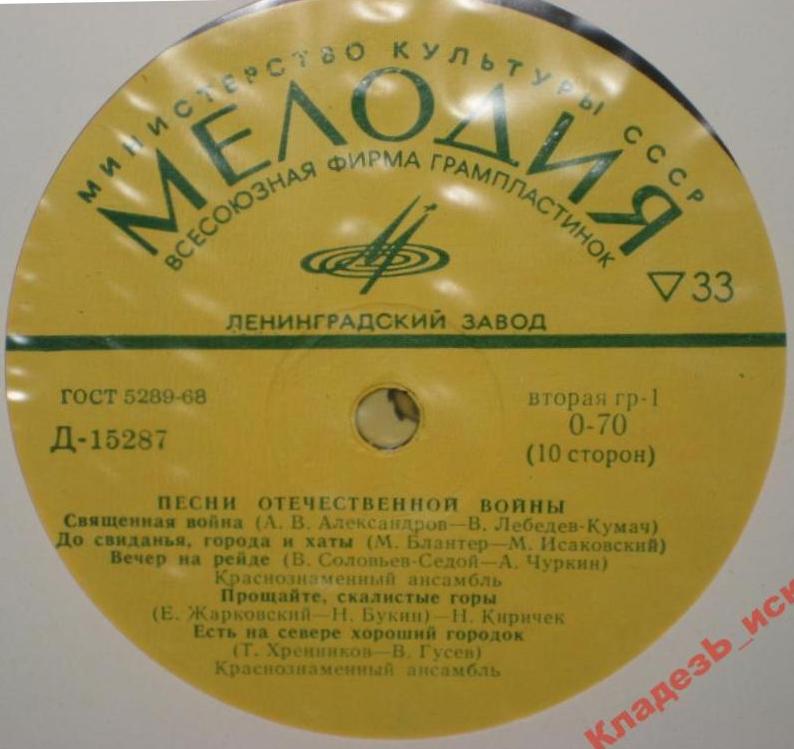 МИНИСТЕРСТВО КУЛЬТУРЫ СССР
МЕЛОДИЯ
ВСЕСОЮЗНАЯ ФИРМА ГРАМПЛАСТИНОК
▽33
ЛЕНИНГРАДСКИЙ ЗАВОД
ГОСТ 5289-68
вторая гр-1
Д-15287
0-70
(10 сторон)
ПЕСНИ ОТЕЧЕСТВЕННОЙ ВОЙНЫ
Священная война (А. В. Александров—В. Лебедев-Кумач)
До свиданья, города и хаты (М. Блантер—М. Исаковский)
Вечер на рейде (В. Соловьев-Седой—А. Чуркин)
Краснознаменный ансамбль
Прощайте, скалистые горы
(Е. Жарковский—Н. Букин)—Н. Киричек
Есть на севере хороший городок
(Т. Хренников—В. Гусев)
Краснознаменный ансамбль